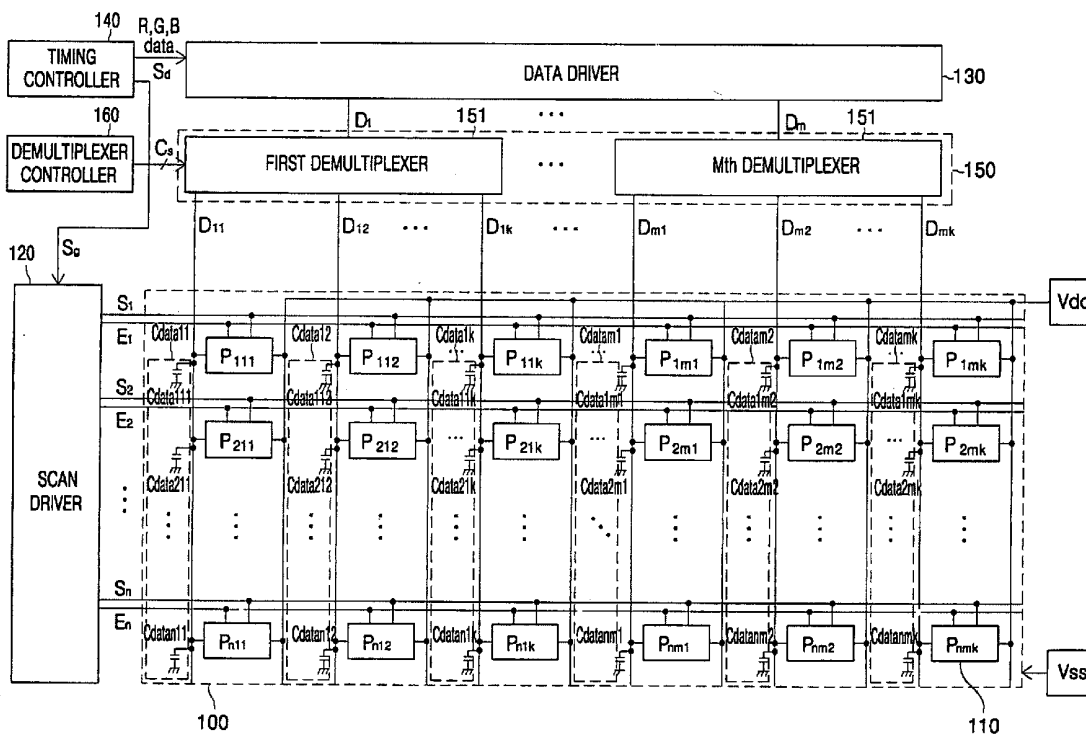 140
R,G,B
data
TIMING
CONTROLLER
Sd
DATA DRIVER
130
160
D1
...
151
Dm
151
DEMULTIPLEXER
CONTROLLER
Cs
FIRST DEMULTIPLEXER
...
Mth DEMULTIPLEXER
150
D11 D12 ... D1k ... Dm1 Dm2 ... Dmk
120
Sg
S1
Vdd
Cdata11 Cdata12 Cdata1k Cdatam1 Cdatam2 Cdatamk
E1
P111 P112 P11k P1m1 P1m2 P1mk
S2
Cdata111 Cdata112 Cdata11k Cdata1m1 Cdata1m2 Cdata1mk
E2
P211 P212 ... P21k ... P2m1 P2m2 ... P2mk
SCAN
DRIVER
Cdata211 Cdata212 Cdata21k Cdata2m1 Cdata2m2 Cdata2mk
Sn
En
Cdatan11 Cdatan12 Cdatan1k Cdatanm1 Cdatanm2 Cdatanmk
Pn11 Pn12 Pn1k Pnm1 Pnm2 Pnmk
Vss
100
110